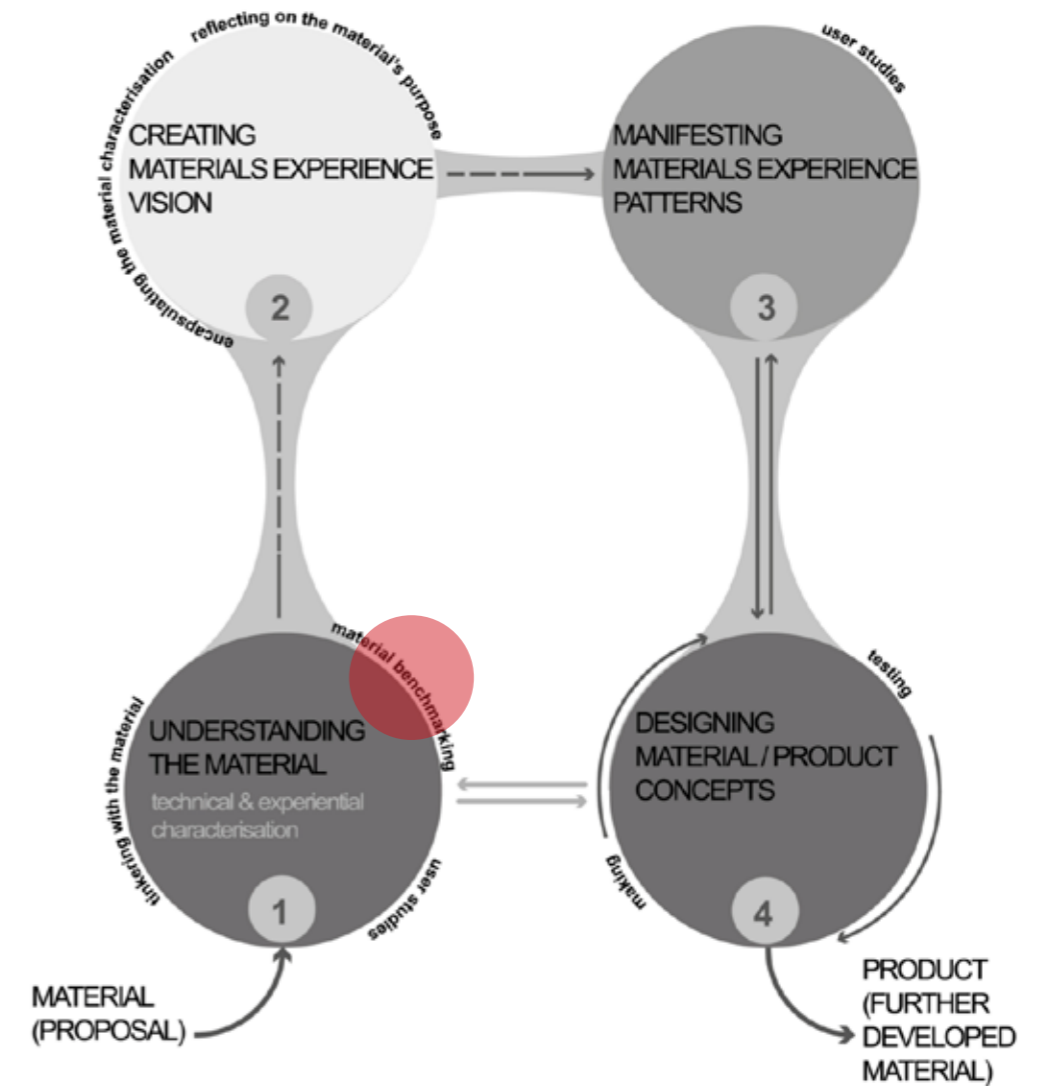 reflecting on the material's purpose
encapsulating the material characterisation
CREATING
MATERIALS EXPERIENCE
VISION
2
user studies
MANIFESTING
MATERIALS EXPERIENCE
PATTERNS
3
material benchmarking
tinkering with the material
UNDERSTANDING
THE MATERIAL
technical & experiential
characterisation
user studies
1
testing
DESIGNING
MATERIAL / PRODUCT
CONCEPTS
making
4
MATERIAL
(PROPOSAL)
PRODUCT
(FURTHER
DEVELOPED
MATERIAL)